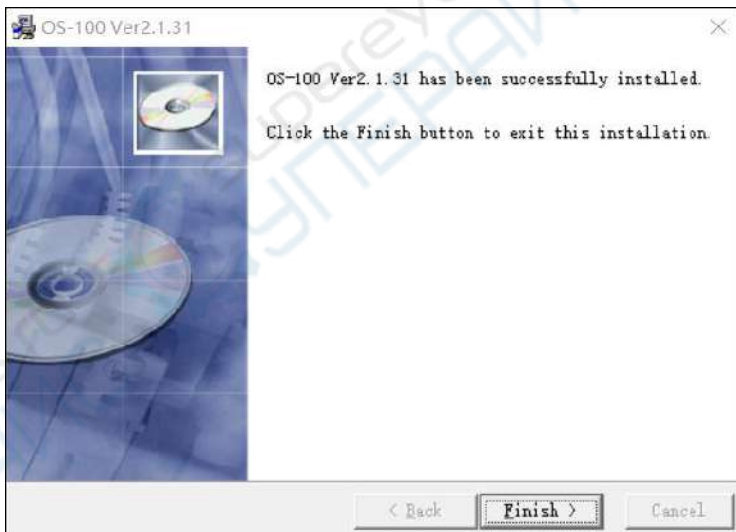 OS-100 Ver2.1.31
OS-100 Ver2.1.31 has been successfully installed.
Click the Finish button to exit this installation.
< Back
Finish >
Cancel